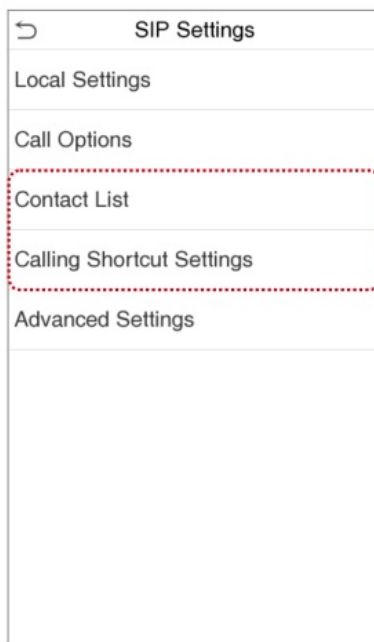 SIP Settings
Local Settings
Call Options
Contact List
Calling Shortcut Settings
Advanced Settings